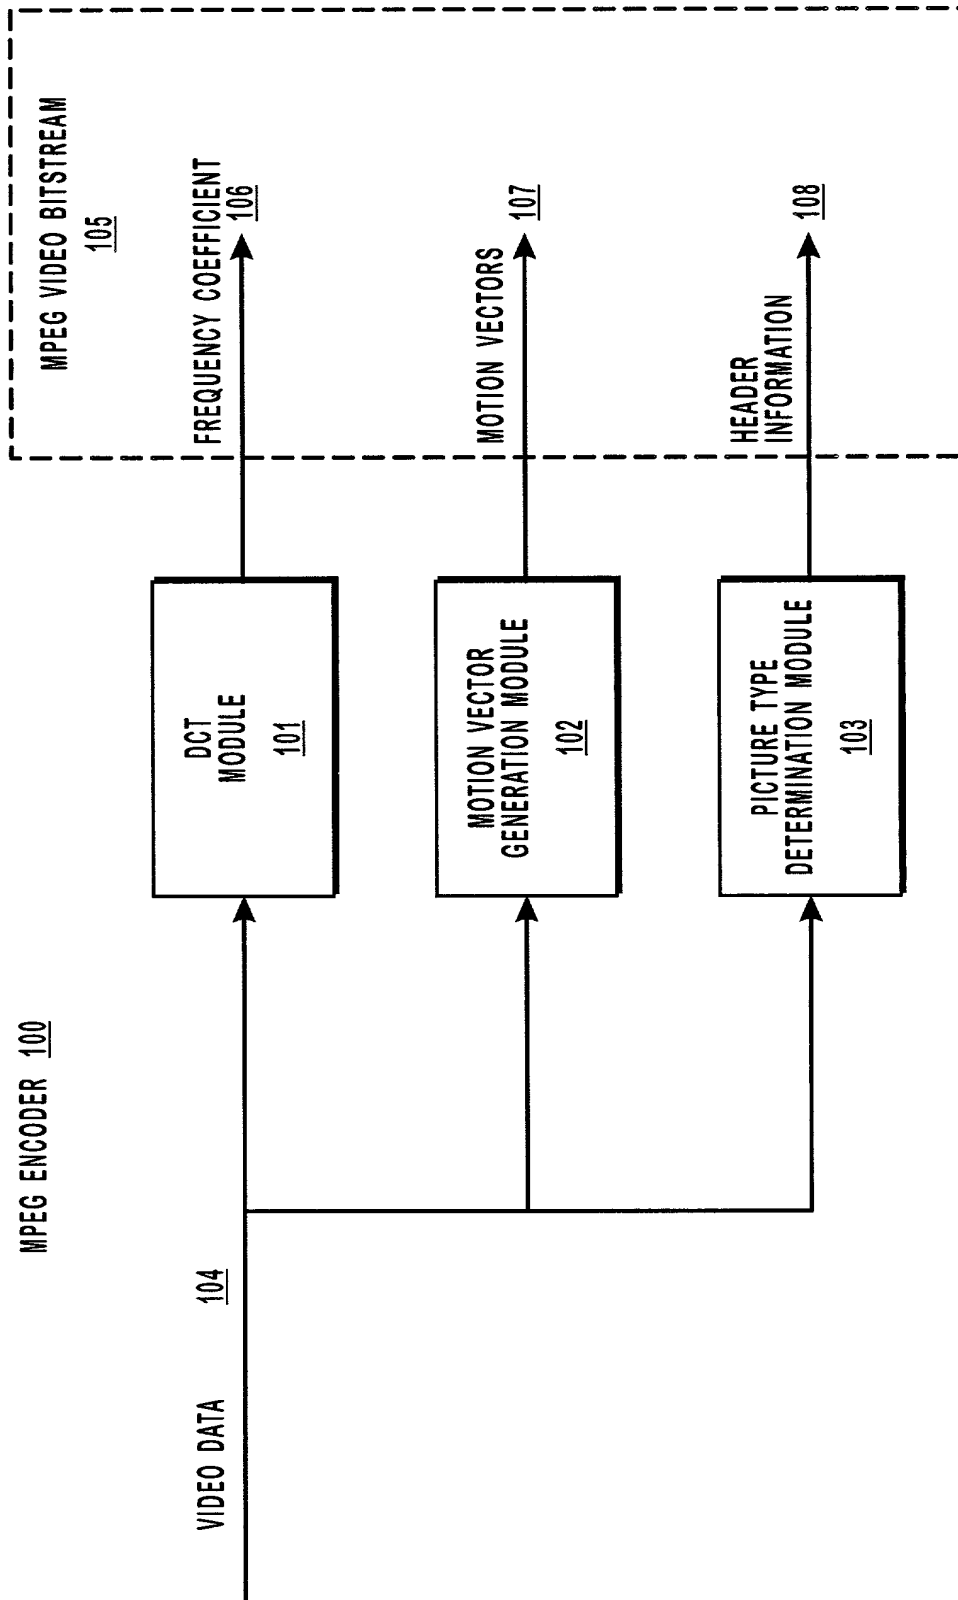 MPEG ENCODER 100
MPEG VIDEO BITSTREAM
105
VIDEO DATA
104
DCT
MODULE
101
FREQUENCY COEFFICIENT
106
MOTION VECTOR
GENERATION MODULE
102
MOTION VECTORS
107
PICTURE TYPE
DETERMINATION MODULE
103
HEADER
INFORMATION
108